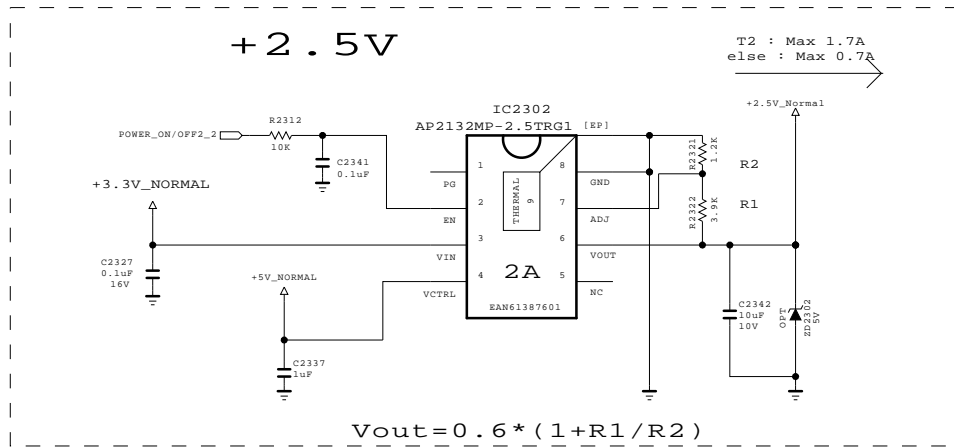 +2.5V
T2 : Max 1.7A
else : Max 0.7A
+2.5V_Normal
IC2302
AP2132MP-2.5TRG1
[EP]
POWER_ON/OFF2_2
R2312
10K
C2341
0.1uF
+3.3V_NORMAL
R2321
1.2K
R2
R2322
3.9K
R1
1
PG
2
EN
3
VIN
4
VCTRL
THERMAL
9
8
GND
7
ADJ
6
VOUT
5
NC
2A
EAN61387601
C2327
0.1uF
16V
+5V_NORMAL
C2337
1uF
C2342
10uF
10V
OPT
ZD2302
5V
Vout=0.6*(1+R1/R2)